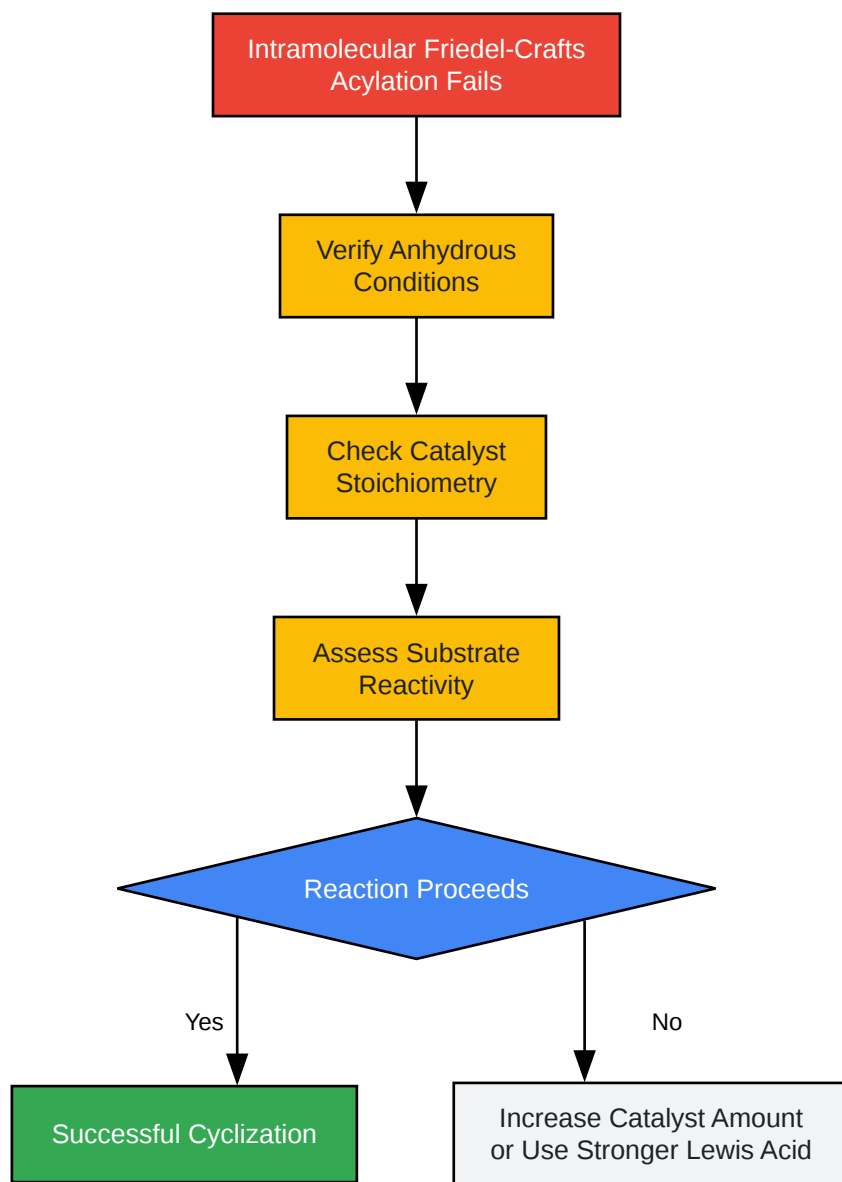 Intramolecular Friedel-Crafts
Acylation Fails
Verify Anhydrous
Conditions
Check Catalyst
Stoichiometry
Assess Substrate
Reactivity
Reaction Proceeds
Yes
No
Successful Cyclization
Increase Catalyst Amount
or Use Stronger Lewis Acid